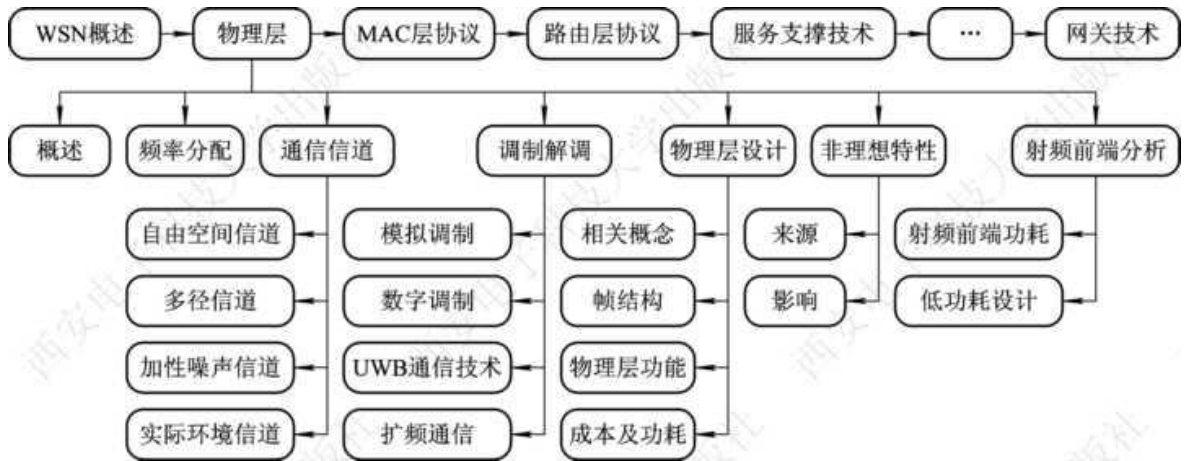 WSN概述
物理层
MAC层协议
路由层协议
服务支撑技术
…
网关技术
概述
频率分配
通信信道
调制解调
物理层设计
非理想特性
射频前端分析
自由空间信道
模拟调制
相关概念
来源
射频前端功耗
多径信道
数字调制
帧结构
影响
低功耗设计
加性噪声信道
UWB通信技术
物理层功能
实际环境信道
扩频通信
成本及功耗